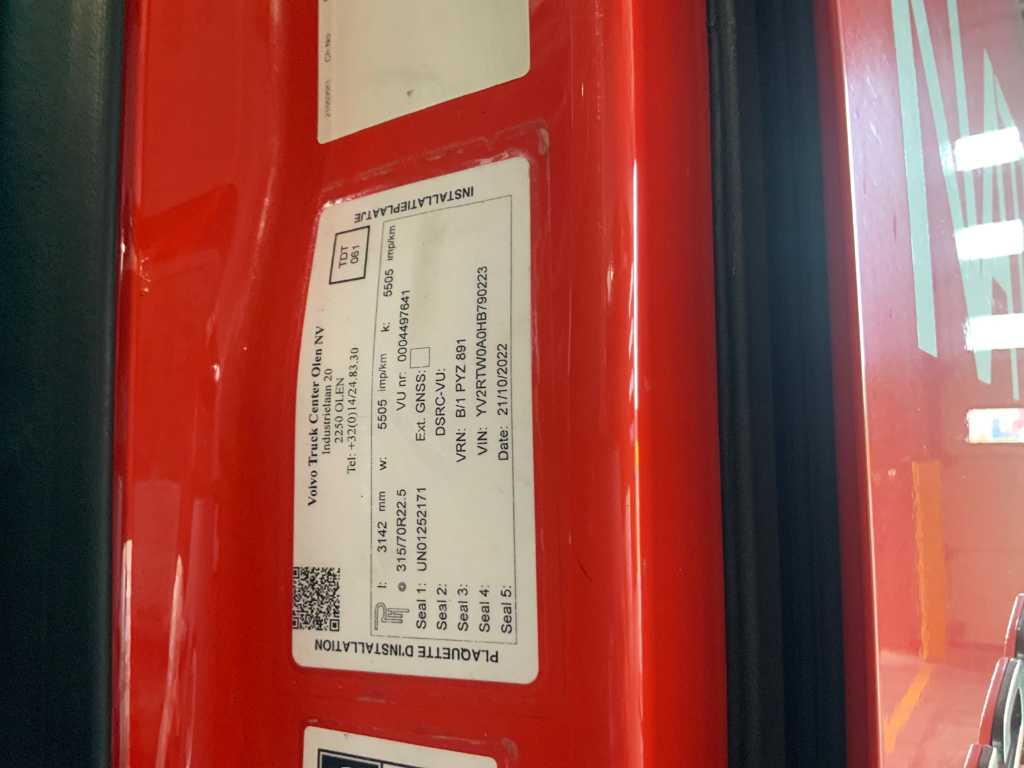 Ch.No
INSTALLATIEPLAATJE
Volvo Truck Center Olen NV
Industrielaan 20
2250 OLEN
Tel: +32(0)14/24.83.30
TDT
061
l: 3142 mm w: 5505 imp/km k: 5505 imp/km
315/70R22.5 VU nr: 0004497641
Seal 1: UN01252171 Ext. GNSS:
Seal 2: DSRC-VU:
Seal 3: VRN: B/1 PYZ 891
Seal 4: VIN: YV2RTW0A0HB790223
Seal 5: Date: 21/10/2022
PLAQUETTE D'INSTALLATION